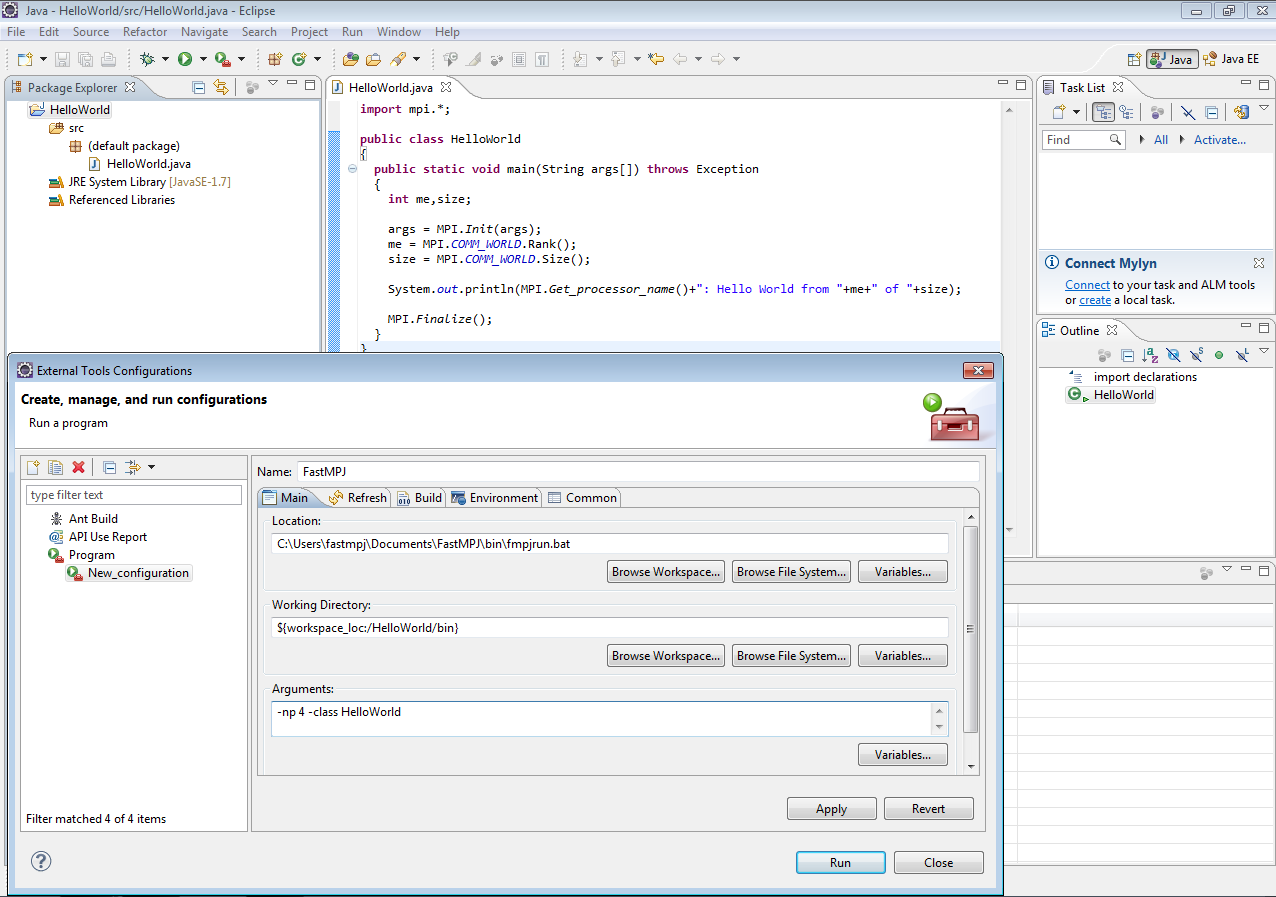 Java - HelloWorld/src/HelloWorld.java - Eclipse
File Edit Source Refactor Navigate Search Project Run Window Help
Java Java EE
Package Explorer
HelloWorld
src
(default package)
HelloWorld.java
JRE System Library [JavaSE-1.7]
Referenced Libraries
HelloWorld.java
import mpi.*;
public class HelloWorld
{
public static void main(String args[]) throws Exception
{
int me,size;
args = MPI.Init(args);
me = MPI.COMM_WORLD.Rank();
size = MPI.COMM_WORLD.Size();
System.out.println(MPI.Get_processor_name()+": Hello World from "+me+" of "+size);
MPI.Finalize();
}
}
Task List
Find All Activate...
Connect Mylyn
Connect to your task and ALM tools
or create a local task.
Outline
import declarations
HelloWorld
External Tools Configurations
Create, manage, and run configurations
Run a program
type filter text
Ant Build
API Use Report
Program
New_configuration
Filter matched 4 of 4 items
Name: FastMPJ
Main Refresh Build Environment Common
Location:
C:\Users\fastmpj\Documents\FastMPJ\bin\fmpjrun.bat
Browse Workspace... Browse File System... Variables...
Working Directory:
${workspace_loc:/HelloWorld/bin}
Browse Workspace... Browse File System... Variables...
Arguments:
-np 4 -class HelloWorld
Variables...
Apply Revert
Run Close